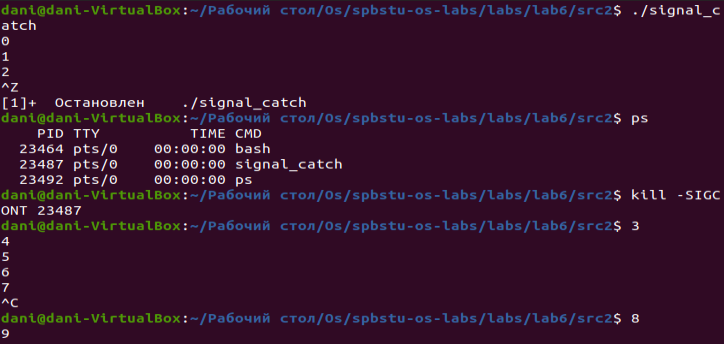 dani@dani-VirtualBox:~/Рабочий стол/Os/spbstu-os-labs/labs/lab6/src2$ ./signal_c
atch
0
1
2
^Z
[1]+  Остановлен    ./signal_catch
dani@dani-VirtualBox:~/Рабочий стол/Os/spbstu-os-labs/labs/lab6/src2$ ps
    PID TTY          TIME CMD
  23464 pts/0    00:00:00 bash
  23487 pts/0    00:00:00 signal_catch
  23492 pts/0    00:00:00 ps
dani@dani-VirtualBox:~/Рабочий стол/Os/spbstu-os-labs/labs/lab6/src2$ kill -SIGC
ONT 23487
dani@dani-VirtualBox:~/Рабочий стол/Os/spbstu-os-labs/labs/lab6/src2$ 3
4
5
6
7
^C
dani@dani-VirtualBox:~/Рабочий стол/Os/spbstu-os-labs/labs/lab6/src2$ 8
9